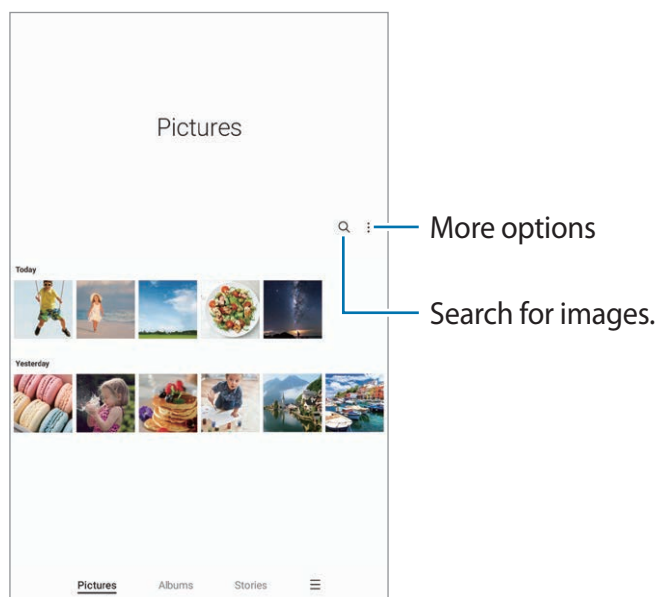 Pictures
More options
Today
Search for images.
Yesterday
Pictures Albums Stories